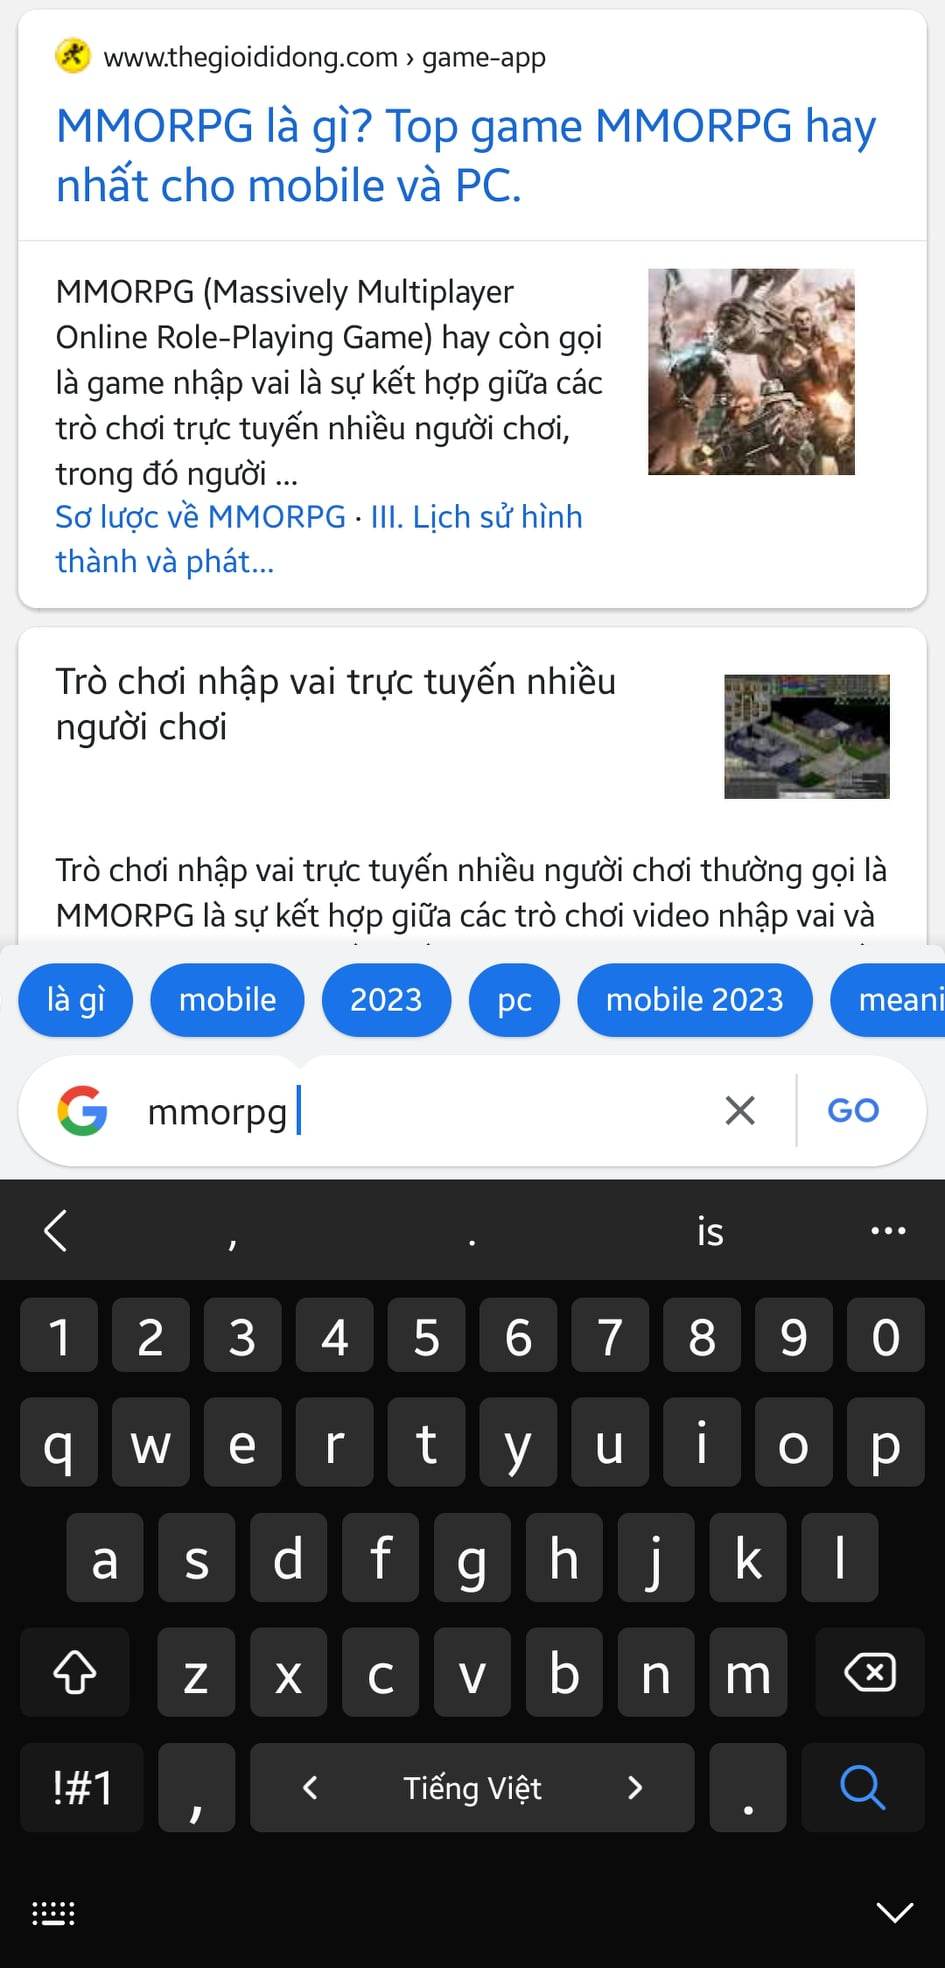 www.thegioididong.com › game-app
MMORPG là gì? Top game MMORPG hay
nhất cho mobile và PC.
MMORPG (Massively Multiplayer
Online Role-Playing Game) hay còn gọi
là game nhập vai là sự kết hợp giữa các
trò chơi trực tuyến nhiều người chơi,
trong đó người ...
Sơ lược về MMORPG · III. Lịch sử hình
thành và phát...
Trò chơi nhập vai trực tuyến nhiều
người chơi
Trò chơi nhập vai trực tuyến nhiều người chơi thường gọi là
MMORPG là sự kết hợp giữa các trò chơi video nhập vai và
là gì mobile 2023 pc mobile 2023 meani
mmorpg GO
, . is ...
1 2 3 4 5 6 7 8 9 0
q w e r t y u i o p
a s d f g h j k l
z x c v b n m
!#1 , < Tiếng Việt > .